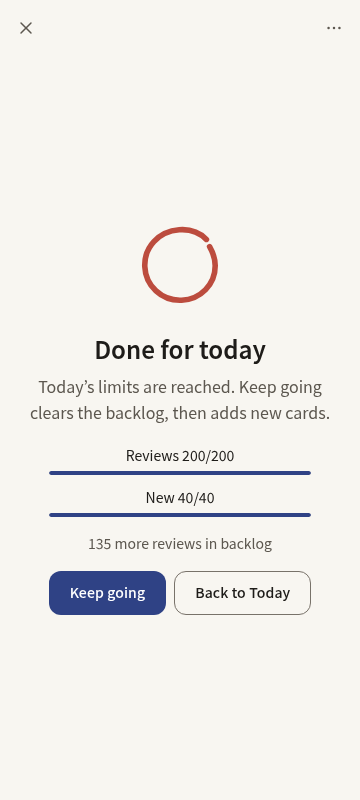 Done for today
Today’s limits are reached. Keep going
clears the backlog, then adds new cards.
Reviews 200/200
New 40/40
135 more reviews in backlog
Keep going
Back to Today